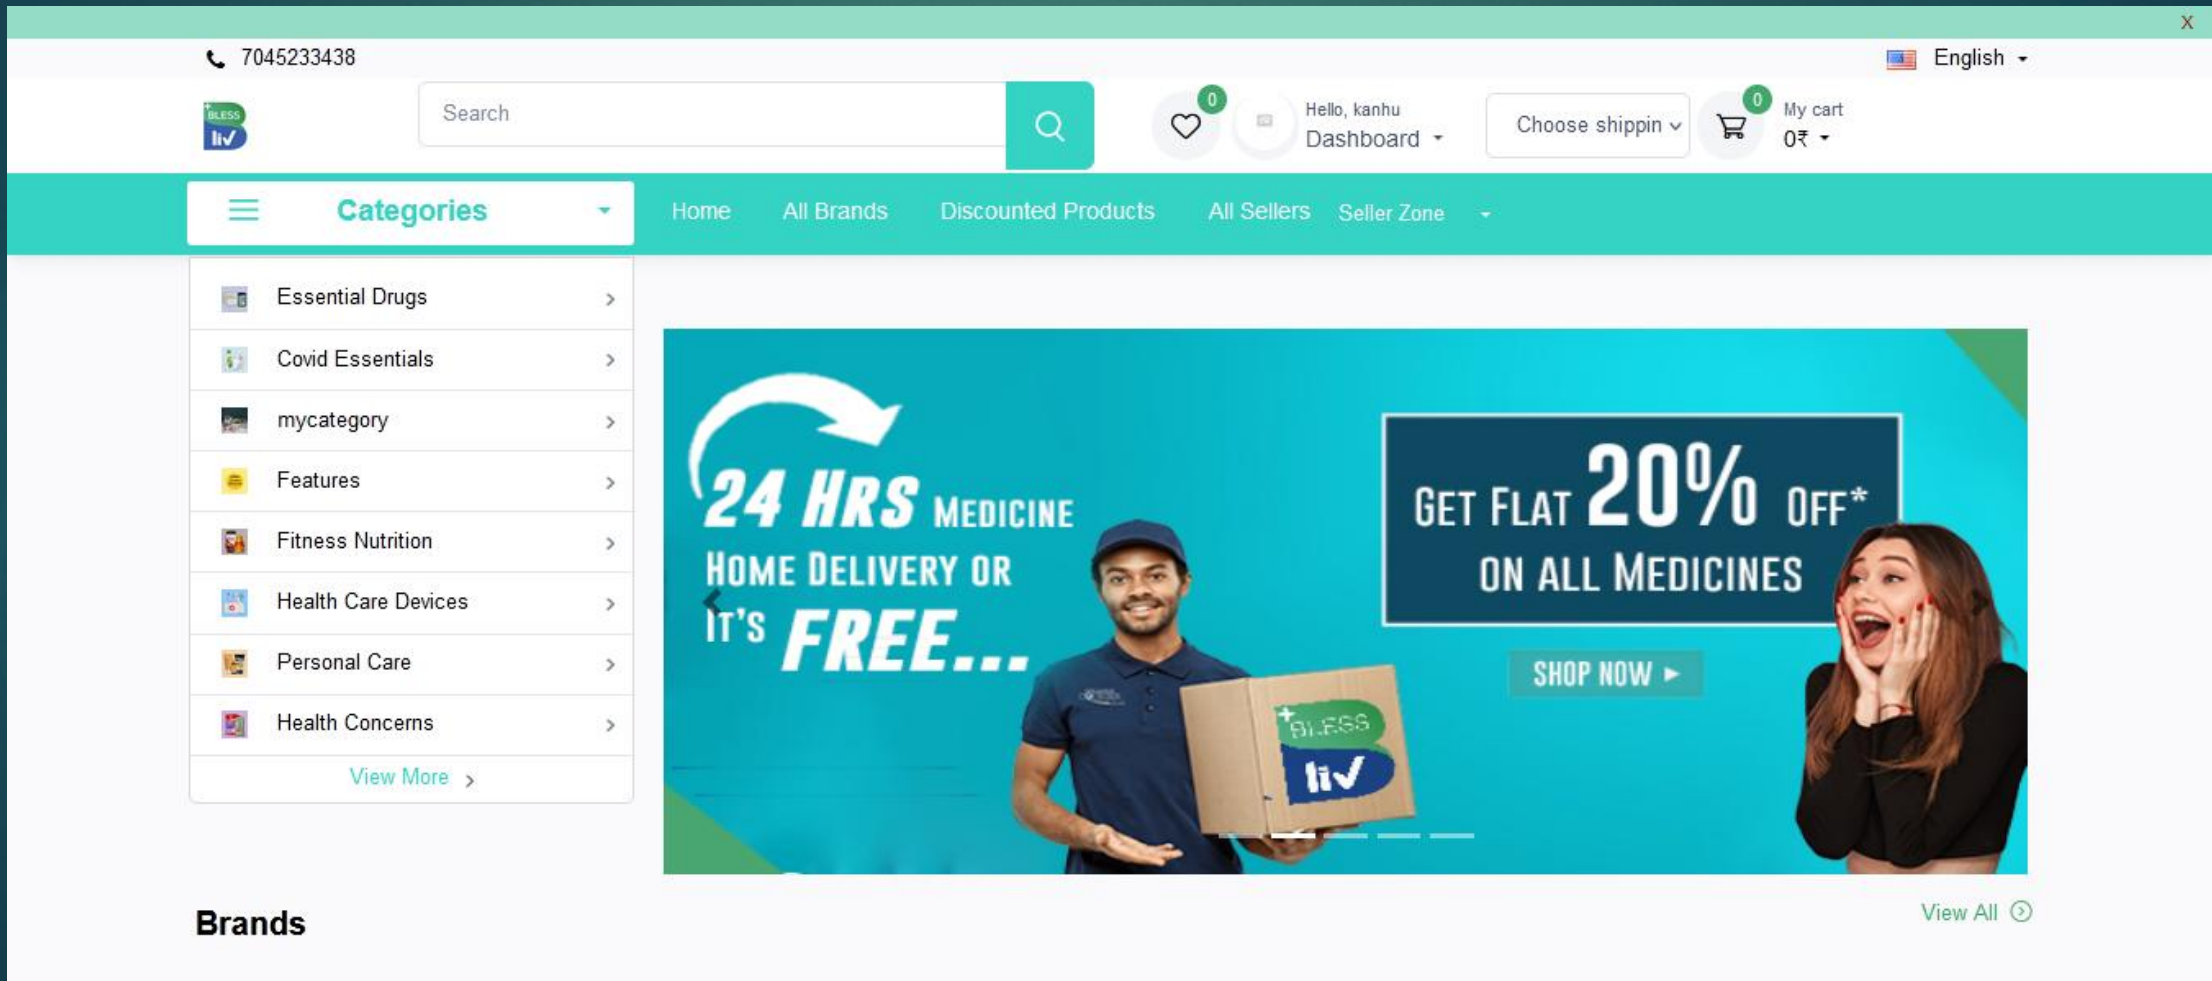 X
7045233438
English
BLESS
liv
Search
0
Hello, kanhu
Dashboard
Choose shippin
0
My cart
0₹
Categories
Home
All Brands
Discounted Products
All Sellers
Seller Zone
Essential Drugs
Covid Essentials
mycategory
Features
Fitness Nutrition
Health Care Devices
Personal Care
Health Concerns
View More
24 HRS MEDICINE
HOME DELIVERY OR
IT'S FREE...
GET FLAT 20% OFF*
ON ALL MEDICINES
SHOP NOW
BLESS
liv
Brands
View All